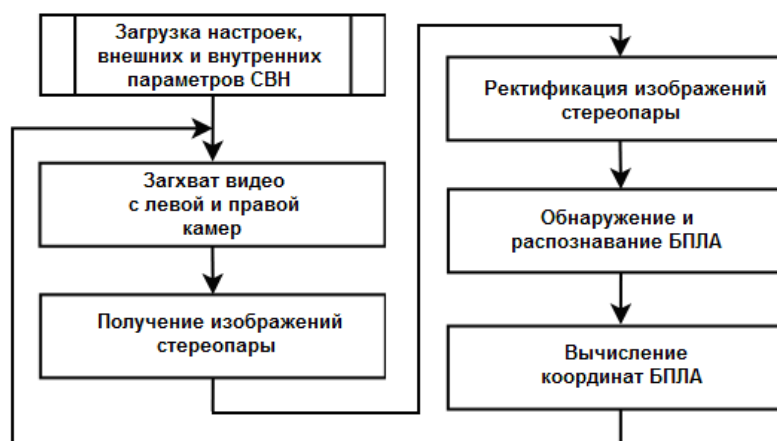 Загрузка настроек,
внешних и внутренних
параметров СВН
Загхват видео
с левой и правой
камер
Получение изображений
стереопары
Ректификация изображений
стереопары
Обнаружение и
распознавание БПЛА
Вычисление
координат БПЛА